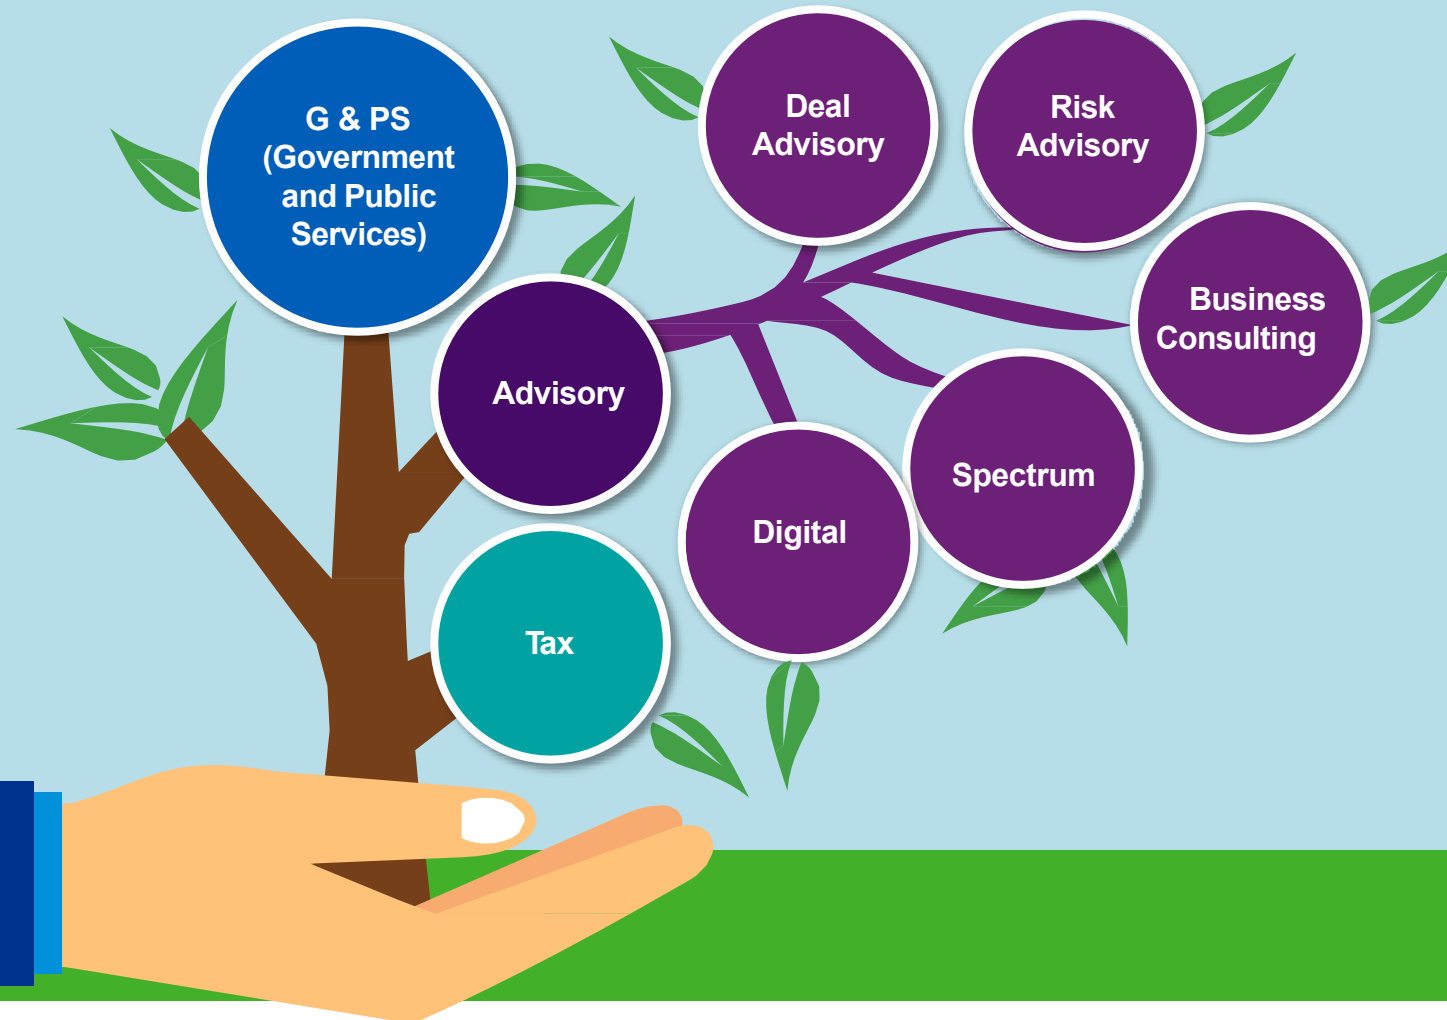 G & PS
(Government
and Public
Services)
Deal
Advisory
Risk
Advisory
Business
Consulting
Advisory
Spectrum
Digital
Tax